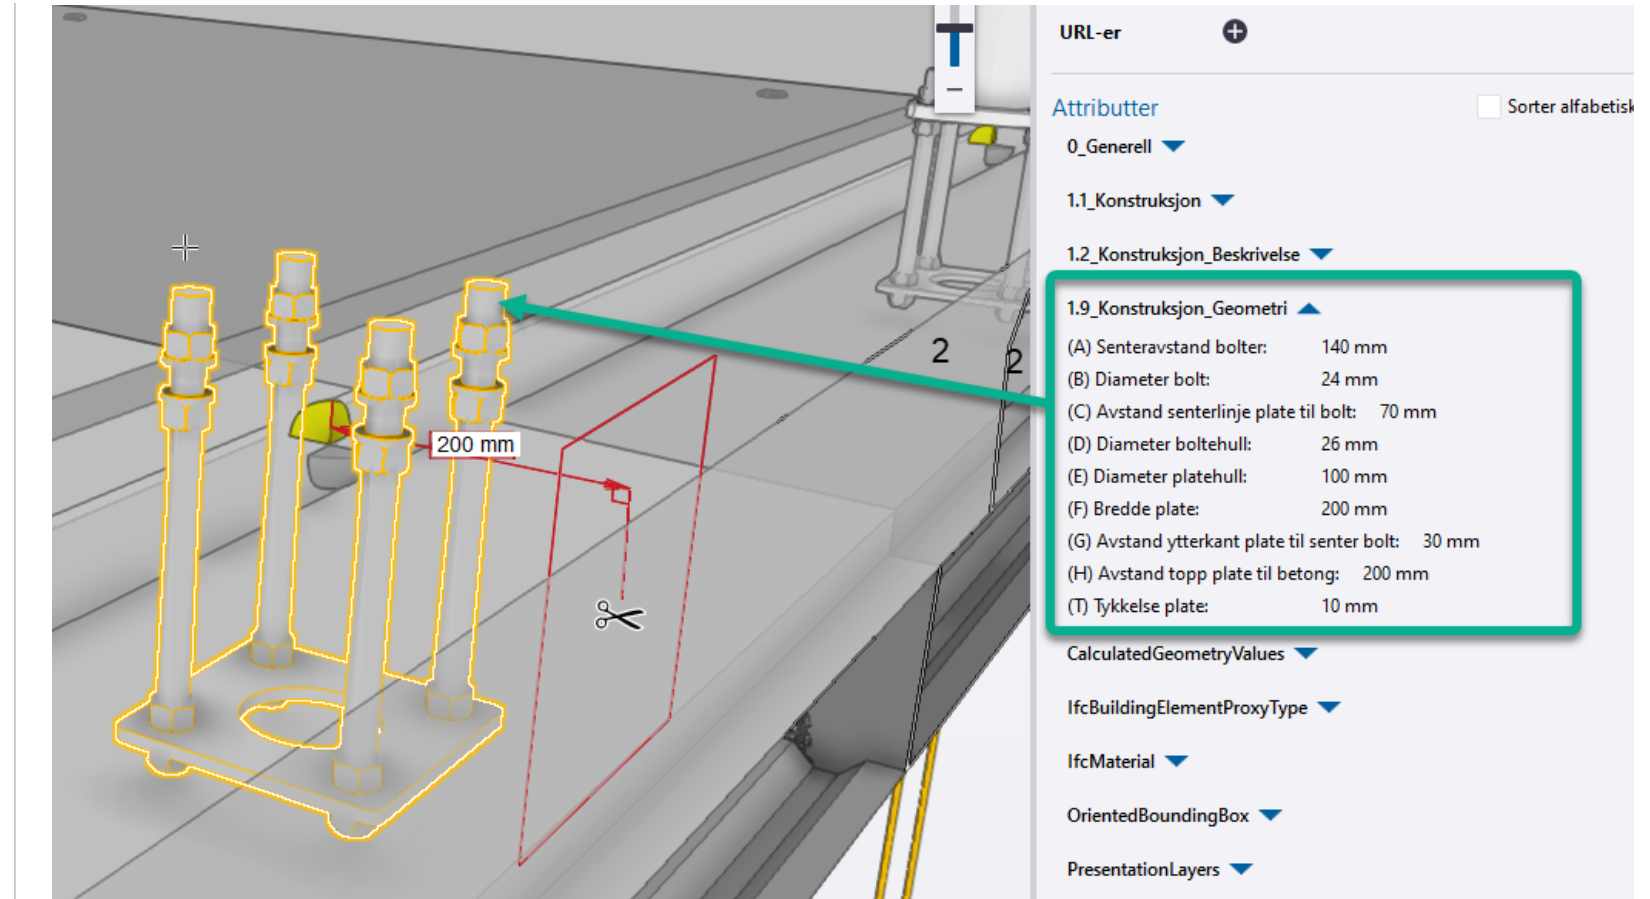 URL-er
Attributter
Sorter alfabetisk
0_Generell
1.1_Konstruksjon
1.2_Konstruksjon_Beskrivelse
1.9_Konstruksjon_Geometri
(A) Senteravstand bolter: 140 mm
(B) Diameter bolt: 24 mm
(C) Avstand senterlinje plate til bolt: 70 mm
(D) Diameter boltehull: 26 mm
(E) Diameter platehull: 100 mm
(F) Bredde plate: 200 mm
(G) Avstand ytterkant plate til senter bolt: 30 mm
(H) Avstand topp plate til betong: 200 mm
(T) Tykkelse plate: 10 mm
CalculatedGeometryValues
IfcBuildingElementProxyType
IfcMaterial
OrientedBoundingBox
PresentationLayers
200 mm
2
2